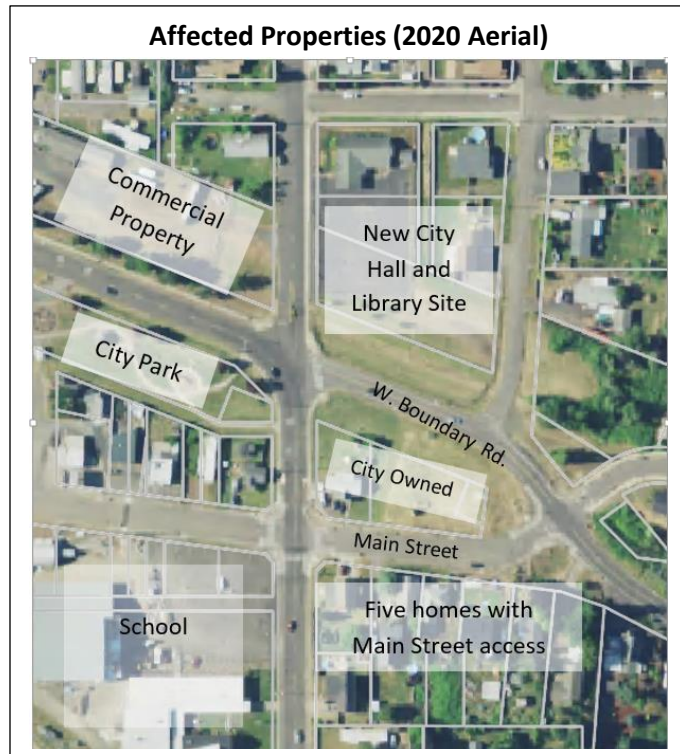 Affected Properties (2020 Aerial)
Commercial
Property
New City
Hall and
Library Site
City Park
W. Boundary Rd.
City Owned
Main Street
School
Five homes with
Main Street access